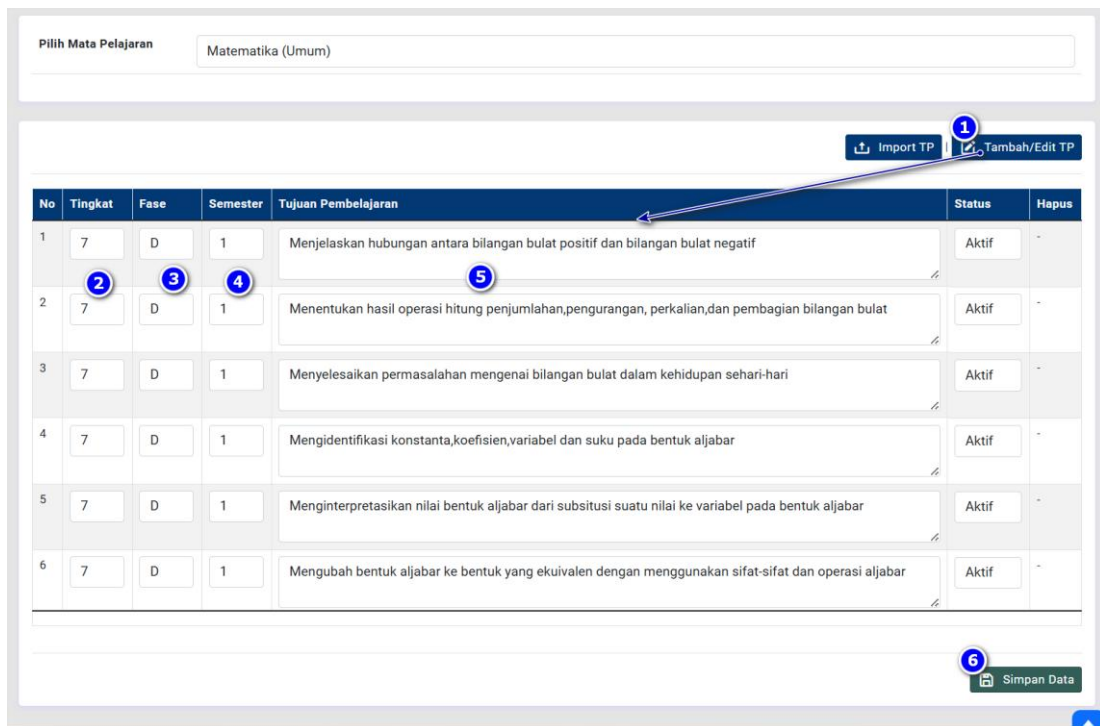 Pilih Mata Pelajaran Matematika (Umum)
1
Import TP | Tambah/Edit TP
No Tingkat Fase Semester Tujuan Pembelajaran Status Hapus
1 7 D 1 Menjelaskan hubungan antara bilangan bulat positif dan bilangan bulat negatif Aktif -
2 3 4 5
2 7 D 1 Menentukan hasil operasi hitung penjumlahan,pengurangan, perkalian,dan pembagian bilangan bulat Aktif -
3 7 D 1 Menyelesaikan permasalahan mengenai bilangan bulat dalam kehidupan sehari-hari Aktif -
4 7 D 1 Mengidentifikasi konstanta,koefisien,variabel dan suku pada bentuk aljabar Aktif -
5 7 D 1 Menginterpretasikan nilai bentuk aljabar dari subsitusi suatu nilai ke variabel pada bentuk aljabar Aktif -
6 7 D 1 Mengubah bentuk aljabar ke bentuk yang ekuivalen dengan menggunakan sifat-sifat dan operasi aljabar Aktif -
6
Simpan Data